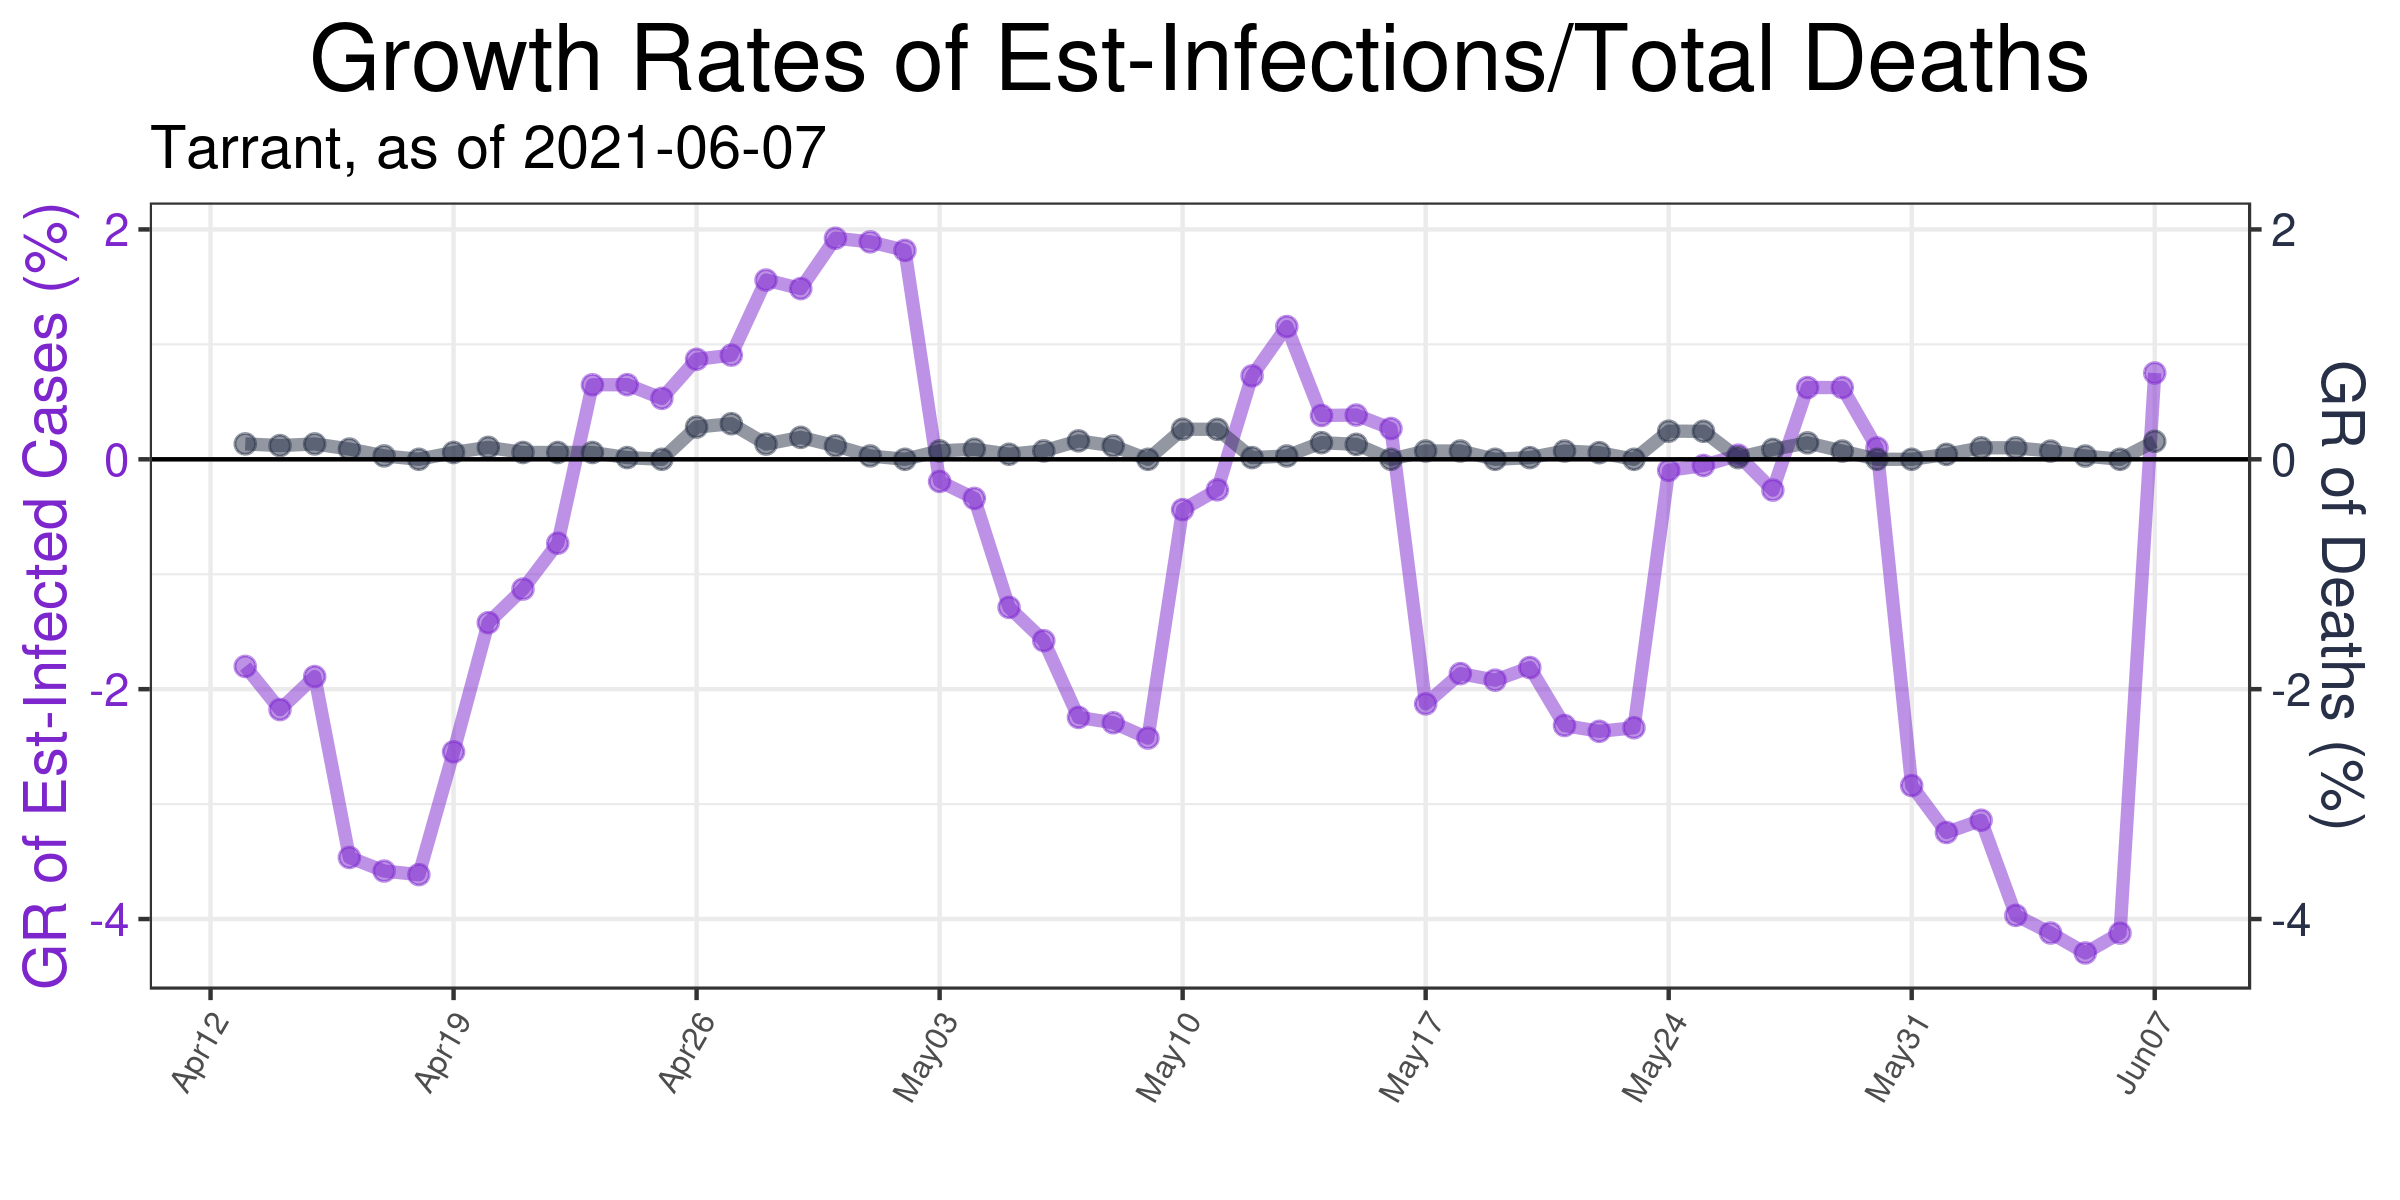 Growth Rates of Est-Infections/Total Deaths
Tarrant, as of 2021-06-07
GR of Est-Infected Cases (%)
2
0
-2
-4
2
0
-2
-4
GR of Deaths (%)
Apr12
Apr19
Apr26
May03
May10
May17
May24
May31
Jun07